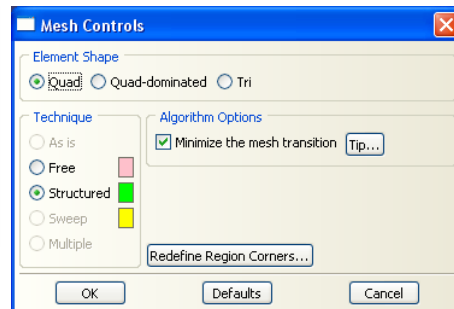 Mesh Controls
Element Shape
Quad Quad-dominated Tri
Technique
Algorithm Options
As is
Minimize the mesh transition Tip...
Free
Structured
Sweep
Multiple
Redefine Region Corners...
OK Defaults Cancel